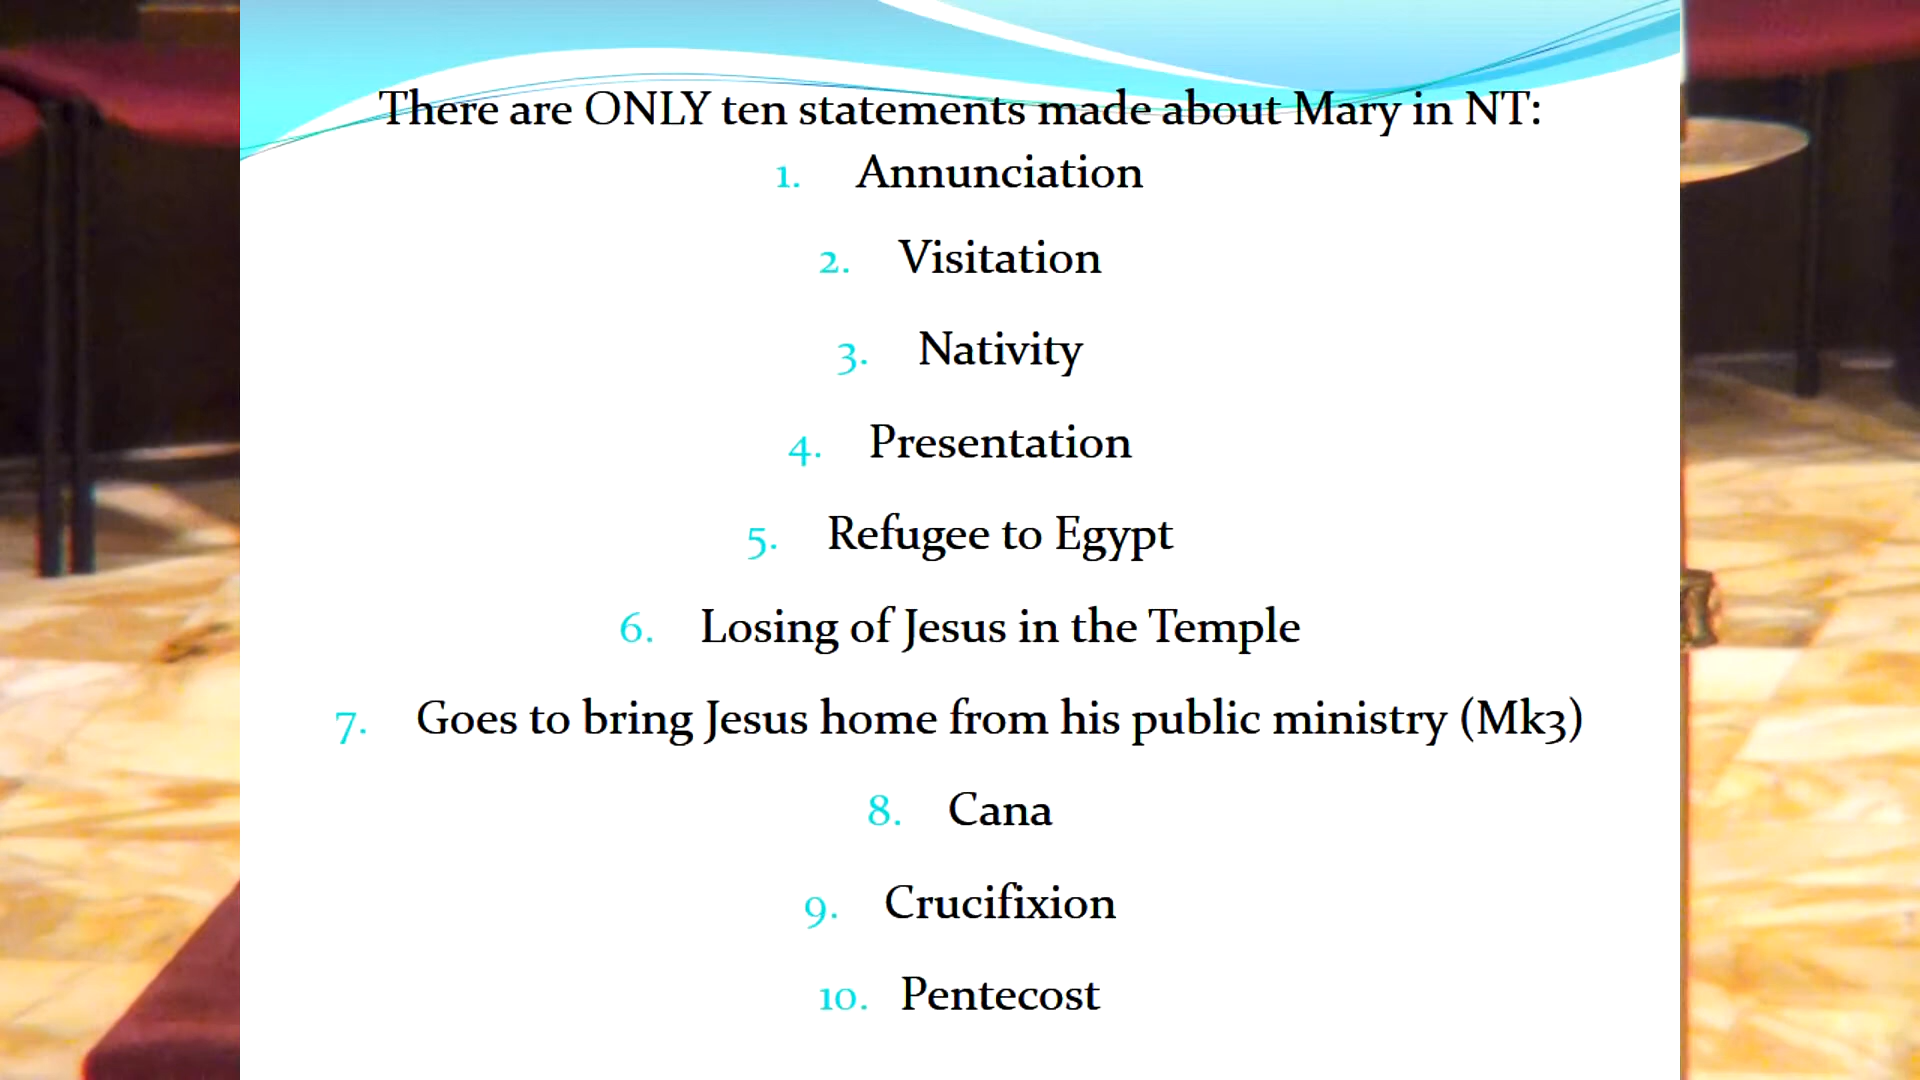 There are ONLY ten statements made about Mary in NT:
1. Annunciation
2. Visitation
3. Nativity
4. Presentation
5. Refugee to Egypt
6. Losing of Jesus in the Temple
7. Goes to bring Jesus home from his public ministry (Mk3)
8. Cana
9. Crucifixion
10. Pentecost